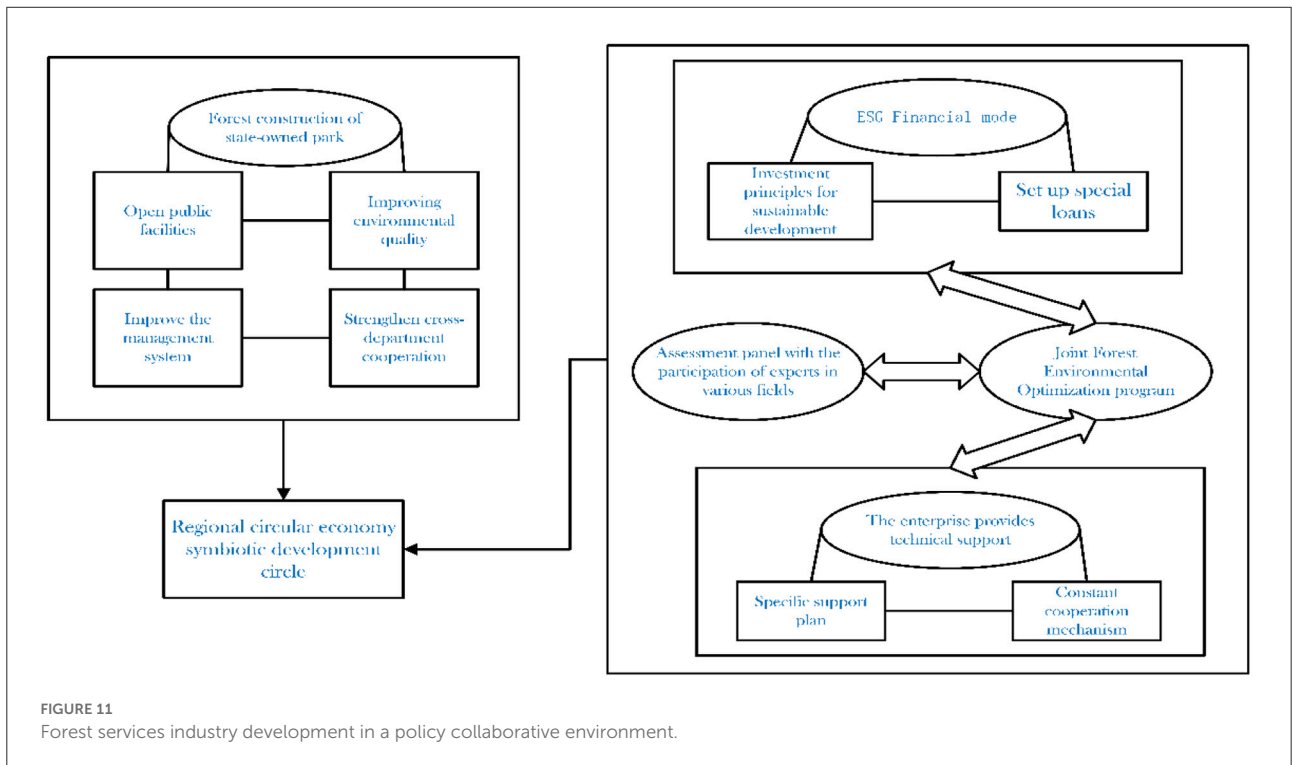 Forest construction of
state-owned park
Open public
facilities
Improving
environmental
quality
Improve the
management
system
Strengthen cross-
department
cooperation
Regional circular economy
symbiotic development
circle
ESG Financial mode
Investment
principles for
sustainable
development
Set up special
loans
Assessment panel with the
participation of experts in
various fields
Joint Forest
Environmental
Optimization program
The enterprise provides
technical support
Specific support
plan
Constant
cooperation
mechanism
FIGURE 11
Forest services industry development in a policy collaborative environment.